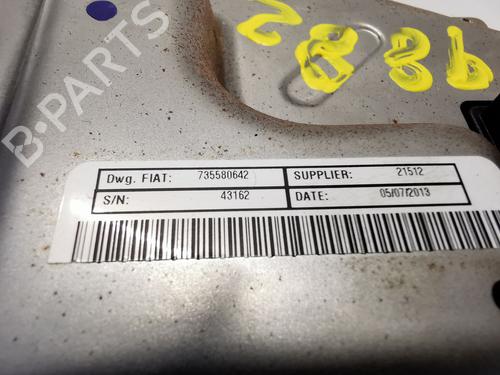 2886
B-PARTS
Dwg. FIAT: 735580642 SUPPLIER: 21512
S/N: 43162 DATE: 05/07/2013